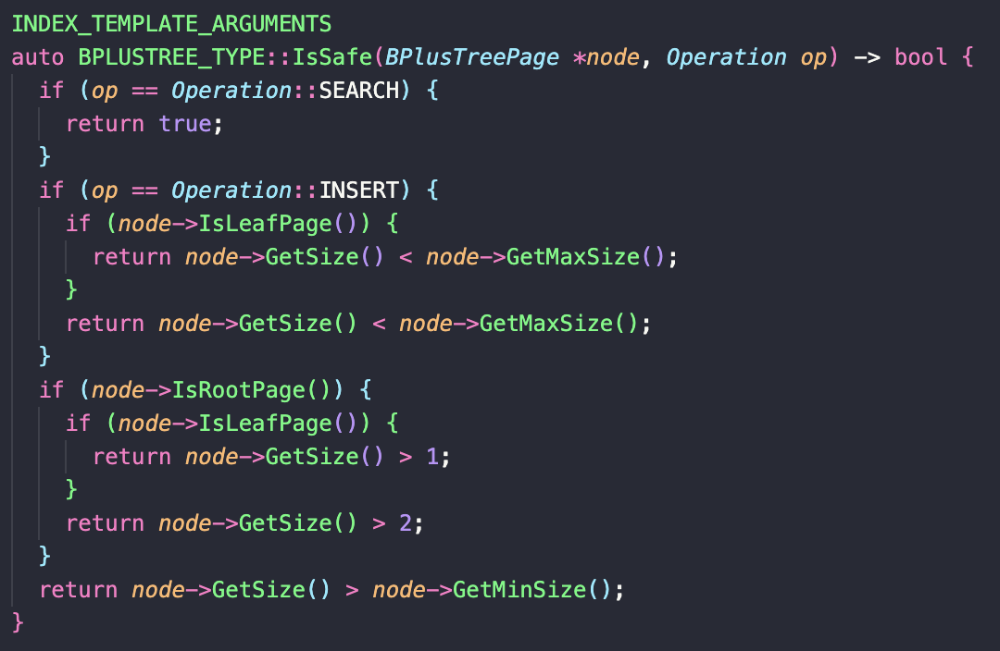 INDEX_TEMPLATE_ARGUMENTS
auto BPLUSTREE_TYPE::IsSafe(BPlusTreePage *node, Operation op) -> bool {
  if (op == Operation::SEARCH) {
    return true;
  }
  if (op == Operation::INSERT) {
    if (node->IsLeafPage()) {
      return node->GetSize() < node->GetMaxSize();
    }
    return node->GetSize() < node->GetMaxSize();
  }
  if (node->IsRootPage()) {
    if (node->IsLeafPage()) {
      return node->GetSize() > 1;
    }
    return node->GetSize() > 2;
  }
  return node->GetSize() > node->GetMinSize();
}